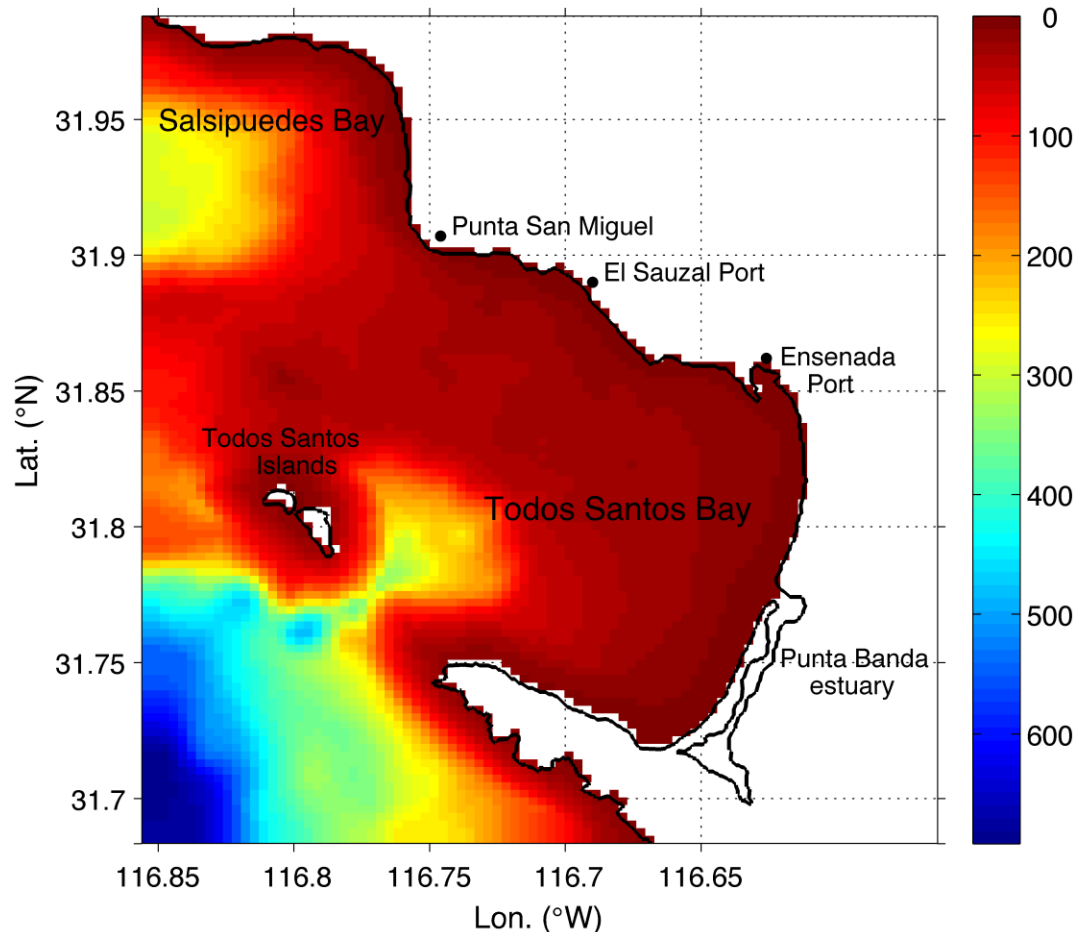 0
100
200
300
400
500
600
31.95
31.9
31.85
31.8
31.75
31.7
Lat. (°N)
Salsipuedes Bay
Punta San Miguel
El Sauzal Port
Ensenada
Port
Todos Santos
Islands
Todos Santos Bay
Punta Banda
estuary
116.85
116.8
116.75
116.7
116.65
Lon. (°W)